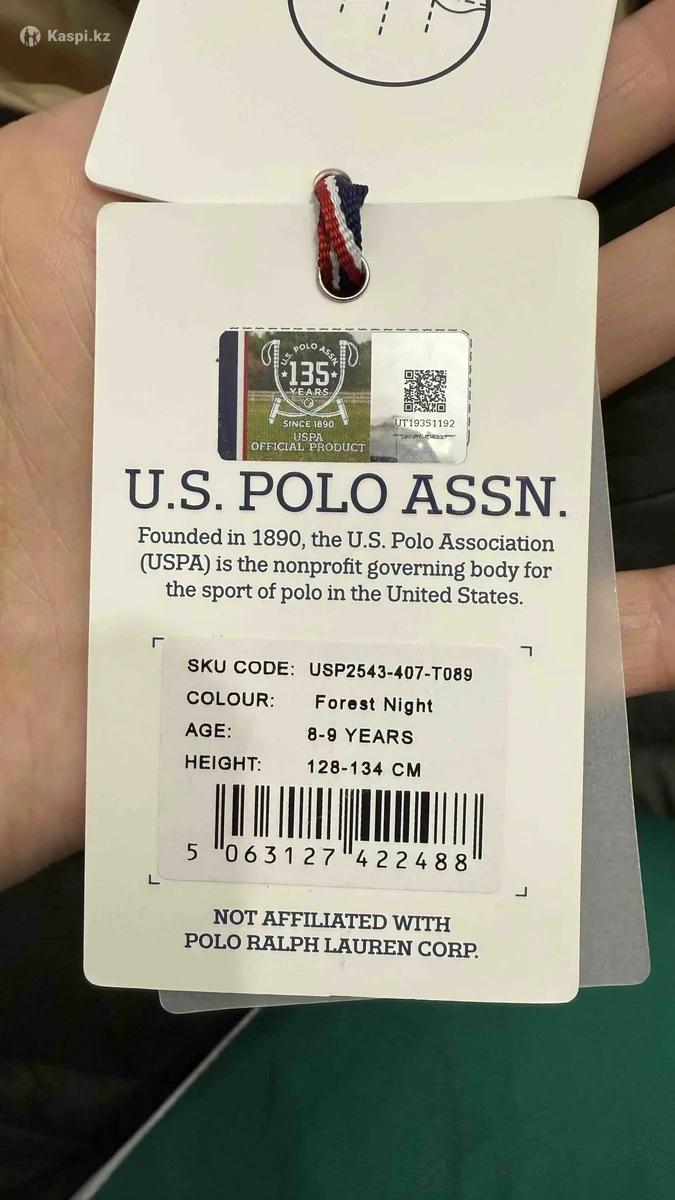 Kaspi.kz
U.S. POLO ASSN.
135
YEARS
SINCE 1890
USPA
OFFICIAL PRODUCT
UT19351192
U.S. POLO ASSN.
Founded in 1890, the U.S. Polo Association
(USPA) is the nonprofit governing body for
the sport of polo in the United States.
SKU CODE: USP2543-407-T089
COLOUR: Forest Night
AGE: 8-9 YEARS
HEIGHT: 128-134 CM
5 063127 422488
NOT AFFILIATED WITH
POLO RALPH LAUREN CORP.